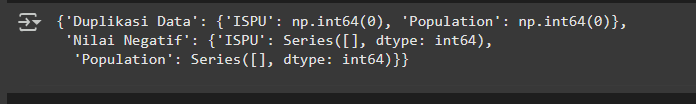 {'Duplikasi Data': {'ISPU': np.int64(0), 'Population': np.int64(0)},
'Nilai Negatif': {'ISPU': Series([], dtype: int64),
'Population': Series([], dtype: int64)}}